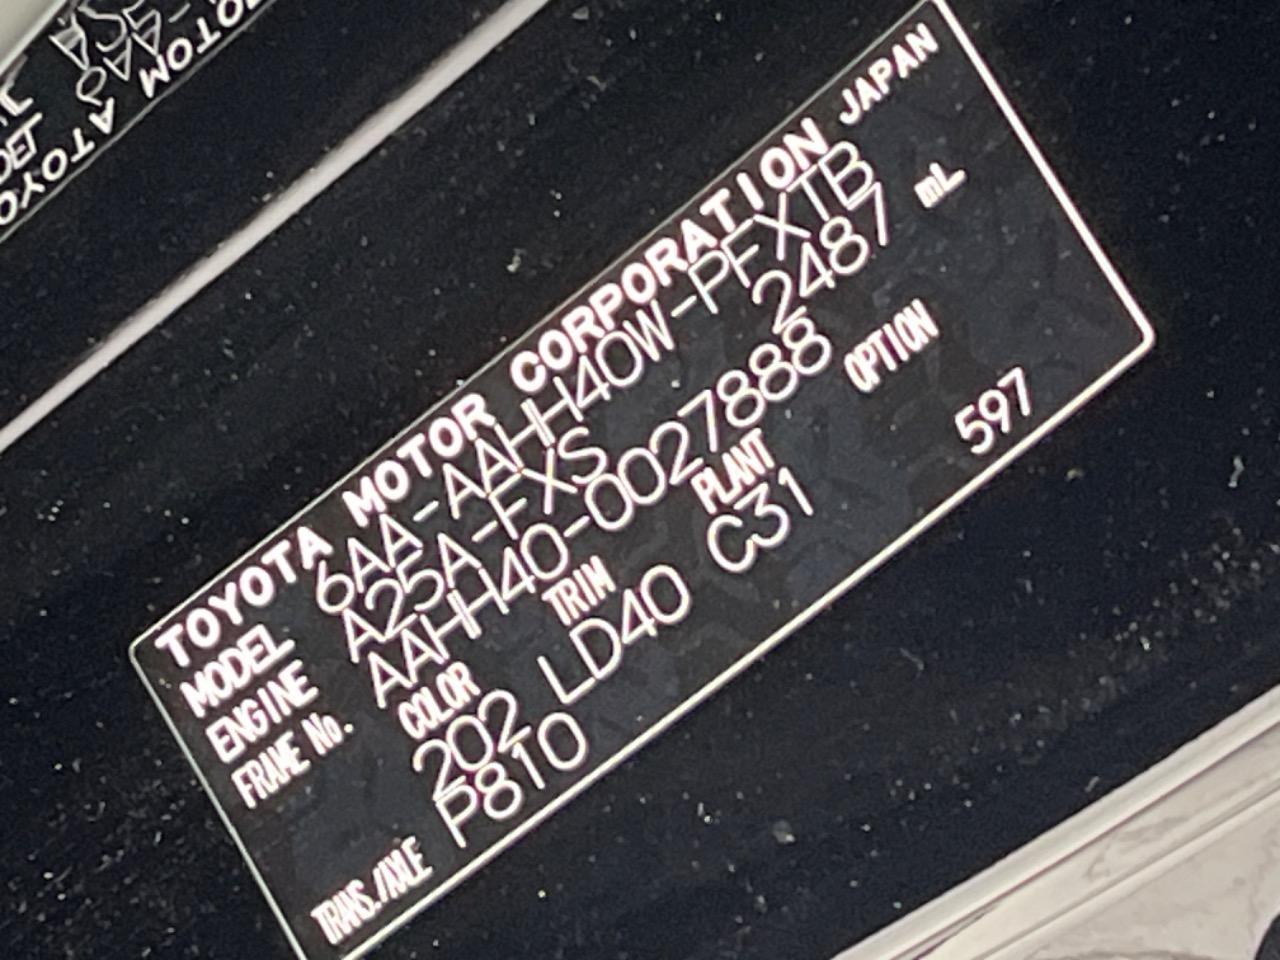 TOYOTA MOTOR CORPORATION JAPAN
MODEL 6AA-AAHH40W-PFXTB
ENGINE A25A-FXS 2487 mL
FRAME No. AAHH40-0027888
COLOR TRIM PLANT OPTION
202 LD40 C31 597
TRANS./AXLE P810